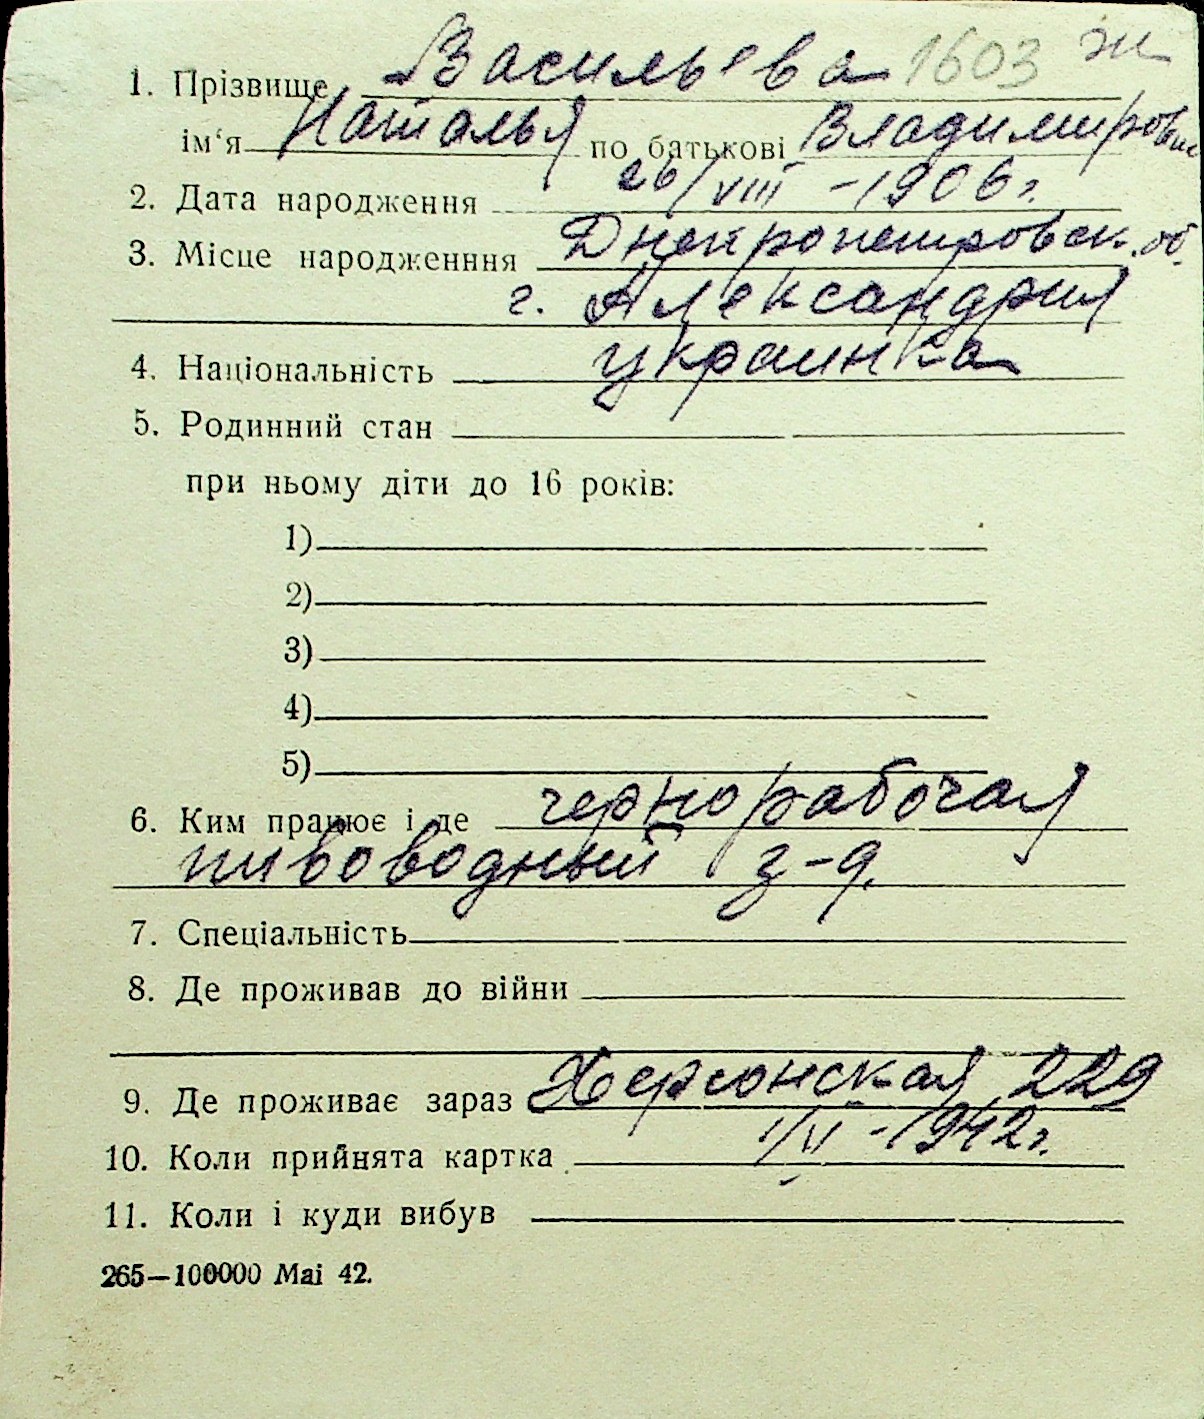 1. Прізвище Васильева 1603 ж
ім‘я Наталья по батькові Владимировн
2. Дата народження 26/VIII -1906 г.
3. Місце народженння Днепропетровск. об.
г. Александрия
4. Національність украинка
5. Родинний стан
при ньому діти до 16 років:
1)
2)
3)
4)
5)
6. Ким працює і де чернорабочая
пивоводный з-д.
7. Спеціальність
8. Де проживав до війни
9. Де проживає зараз Херсонская 229
10. Коли прийнята картка 1/VI -1942 г.
11. Коли і куди вибув
265—100000 Mai 42.